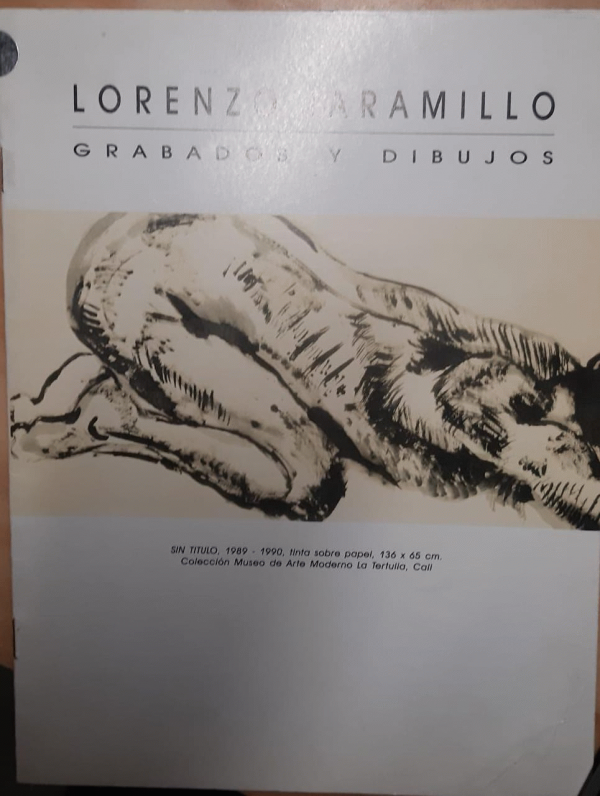 LORENZO JARAMILLO
GRABADOS Y DIBUJOS
SIN TITULO, 1989 - 1990, tinta sobre papel, 136 x 65 cm.
Colección Museo de Arte Moderno La Tertulia, Cali